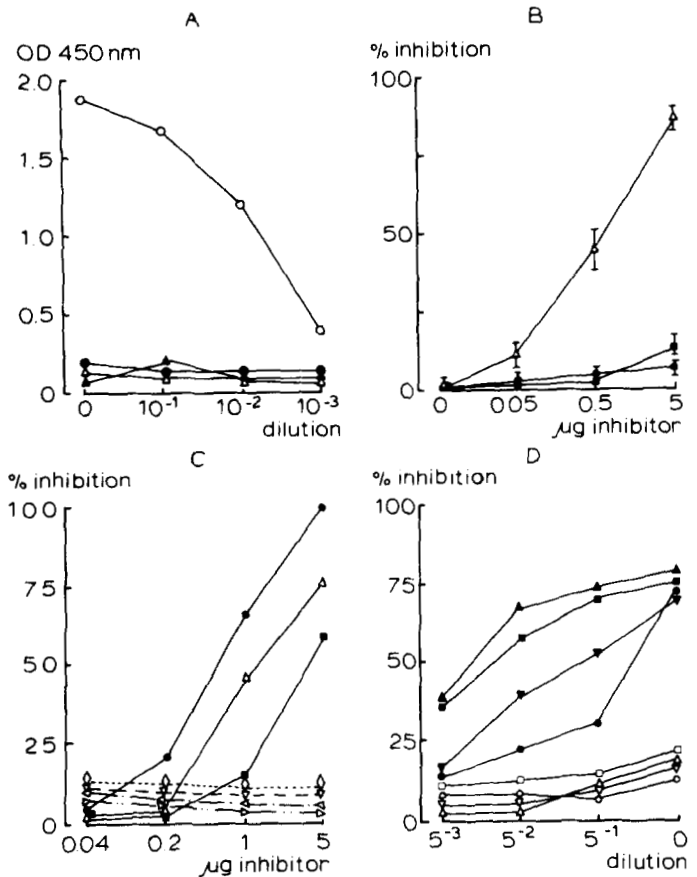 A
OD 450 nm
2.0
1.5
1.0
0.5
0
0 10-1 10-2 10-3
dilution
B
% inhibition
100
50
0
0 0.05 0.5 5
µg inhibitor
C
% inhibition
100
75
50
25
0
0.04 0.2 1 5
µg inhibitor
D
% inhibition
100
75
50
25
0
5-3 5-2 5-1 0
dilution